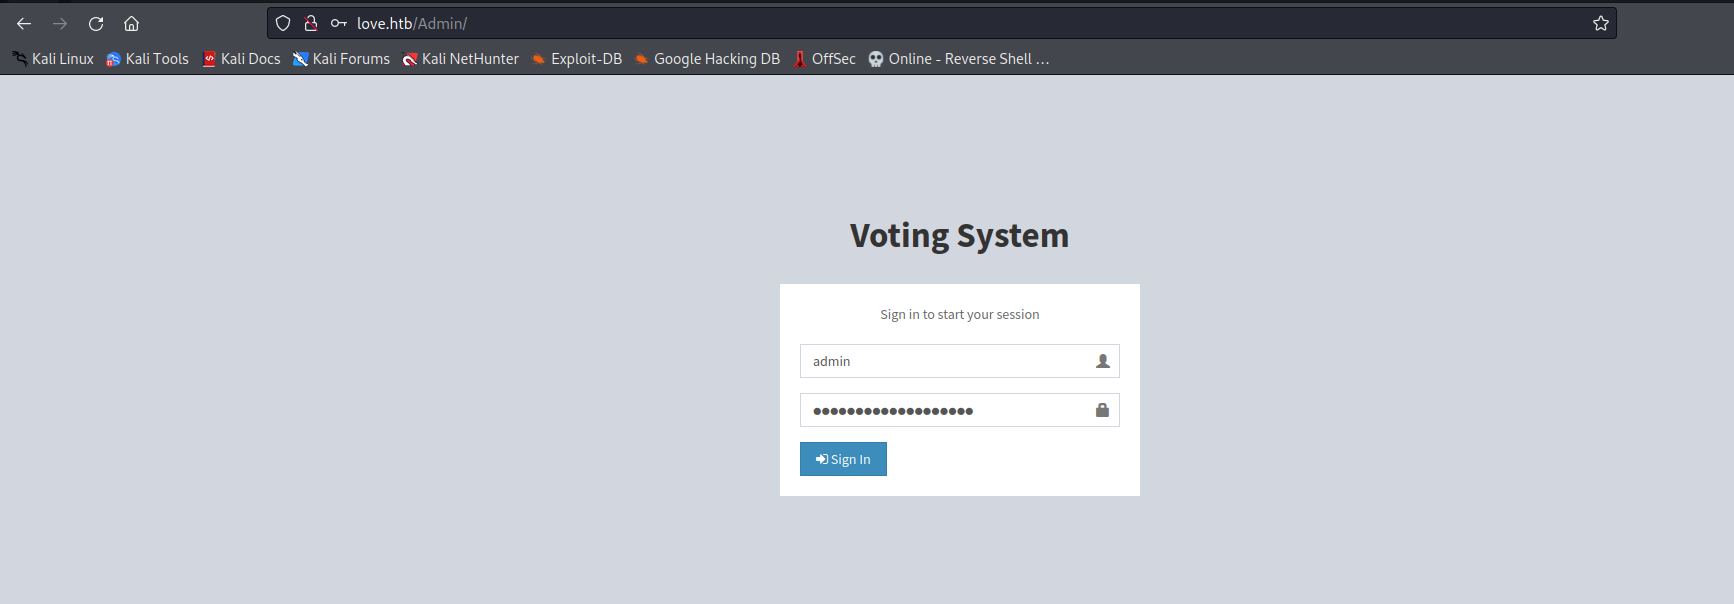 love.htb/Admin/
Kali Linux Kali Tools Kali Docs Kali Forums Kali NetHunter Exploit-DB Google Hacking DB OffSec Online - Reverse Shell …
Voting System
Sign in to start your session
admin
●●●●●●●●●●●●●●●●●●●
Sign In